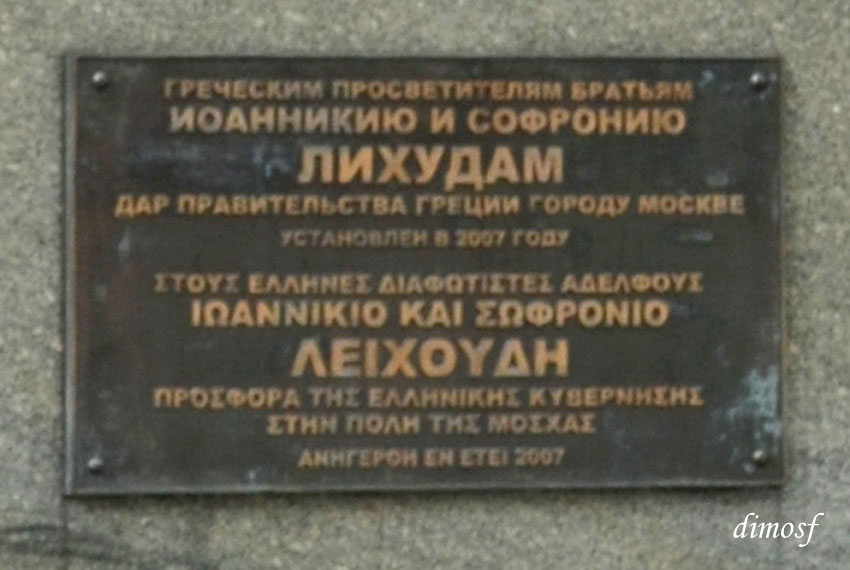 ГРЕЧЕСКИМ ПРОСВЕТИТЕЛЯМ БРАТЬЯМ
ИОАННИКИЮ И СОФРОНИЮ
ЛИХУДАМ
ДАР ПРАВИТЕЛЬСТВА ГРЕЦИИ ГОРОДУ МОСКВЕ
УСТАНОВЛЕН В 2007 ГОДУ
ΣΤΟΥΣ ΕΛΛΗΝΕΣ ΔΙΑΦΩΤΙΣΤΕΣ ΑΔΕΛΦΟΥΣ
ΙΩΑΝΝΙΚΙΟ ΚΑΙ ΣΩΦΡΟΝΙΟ
ΛΕΙΧΟΥΔΗ
ΠΡΟΣΦΟΡΑ ΤΗΣ ΕΛΛΗΝΙΚΗΣ ΚΥΒΕΡΝΗΣΗΣ
ΣΤΗΝ ΠΟΛΗ ΤΗΣ ΜΟΣΧΑΣ
ΑΝΗΓΕΡΘΗ ΕΝ ΕΤΕΙ 2007
dimosf